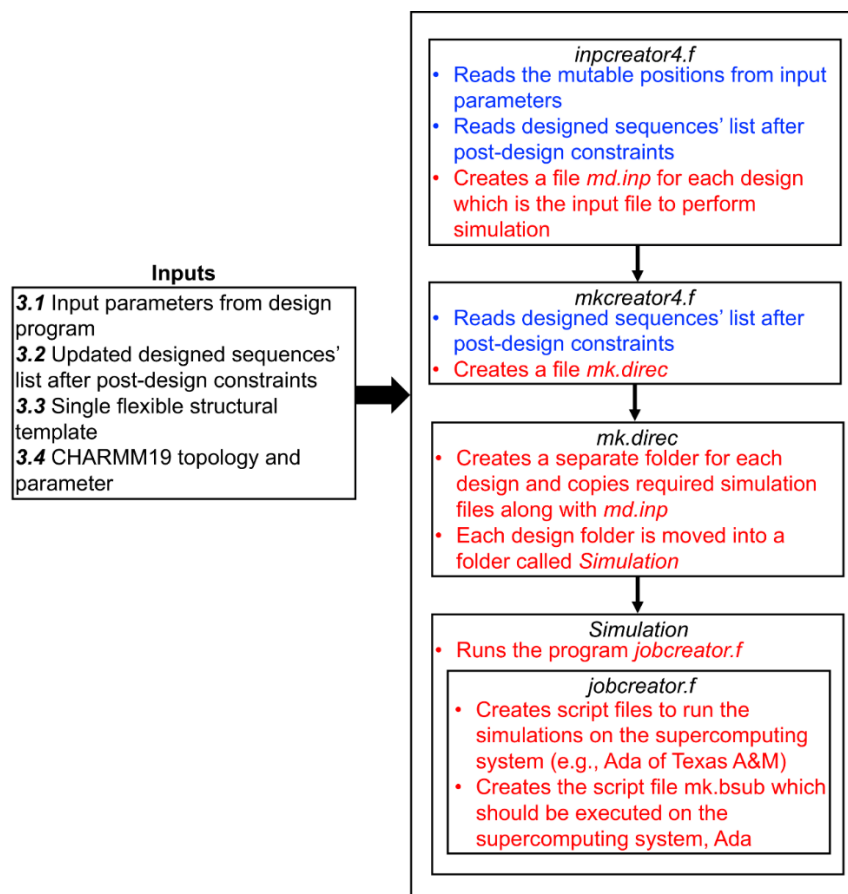 Inputs
3.1 Input parameters from design
program
3.2 Updated designed sequences’
list after post-design constraints
3.3 Single flexible structural
template
3.4 CHARMM19 topology and
parameter
inpcreator4.f
• Reads the mutable positions from input
parameters
• Reads designed sequences’ list after
post-design constraints
• Creates a file md.inp for each design
which is the input file to perform
simulation
mkcreator4.f
• Reads designed sequences’ list after
post-design constraints
• Creates a file mk.direc
mk.direc
• Creates a separate folder for each
design and copies required simulation
files along with md.inp
• Each design folder is moved into a
folder called Simulation
Simulation
• Runs the program jobcreator.f
jobcreator.f
• Creates script files to run the
simulations on the supercomputing
system (e.g., Ada of Texas A&M)
• Creates the script file mk.bsub which
should be executed on the
supercomputing system, Ada